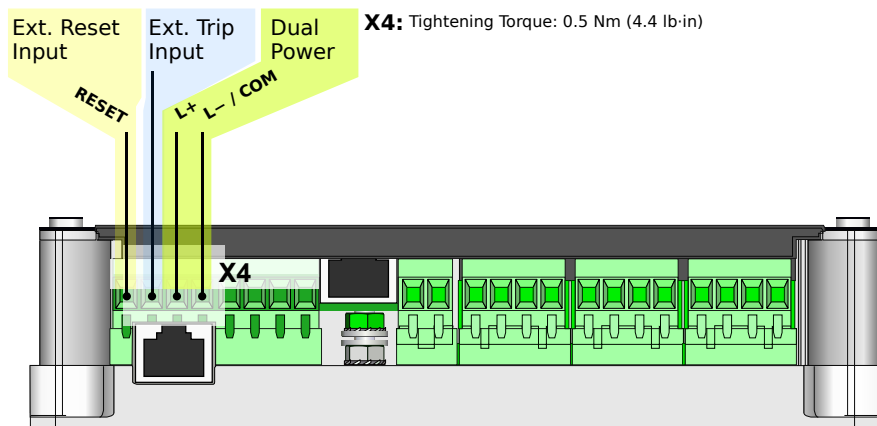 Ext. Reset
Input
Ext. Trip
Input
Dual
Power
X4: Tightening Torque: 0.5 Nm (4.4 lb·in)
RESET
L+
L− / COM
X4